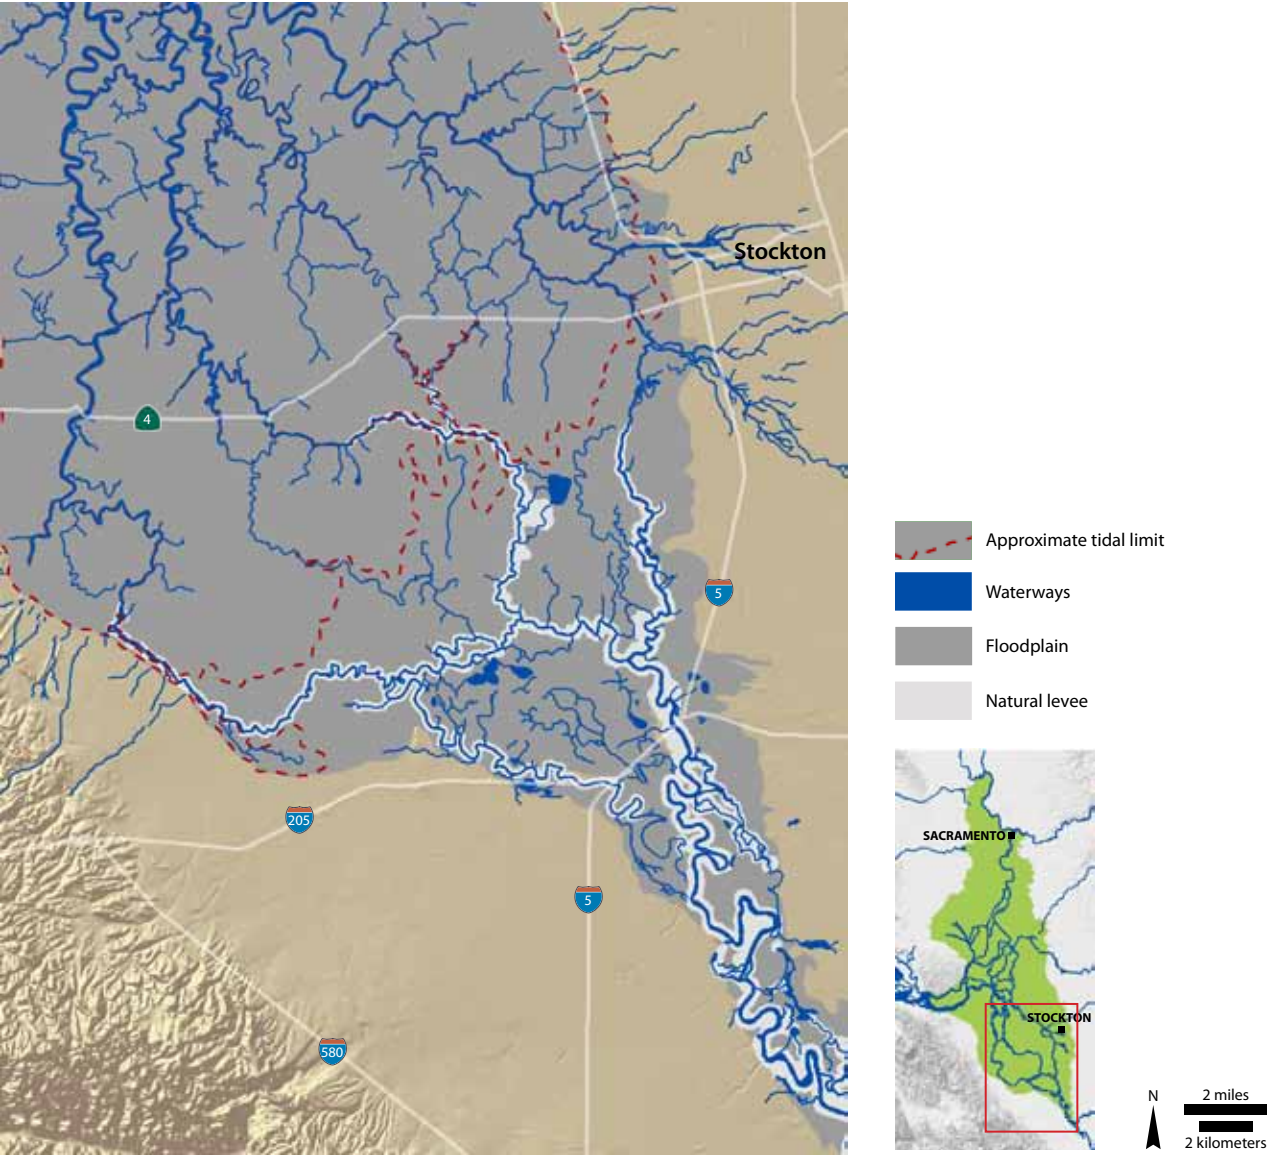 Stockton
4
5
205
5
580
Approximate tidal limit
Waterways
Floodplain
Natural levee
SACRAMENTO
STOCKTON
N
2 miles
2 kilometers